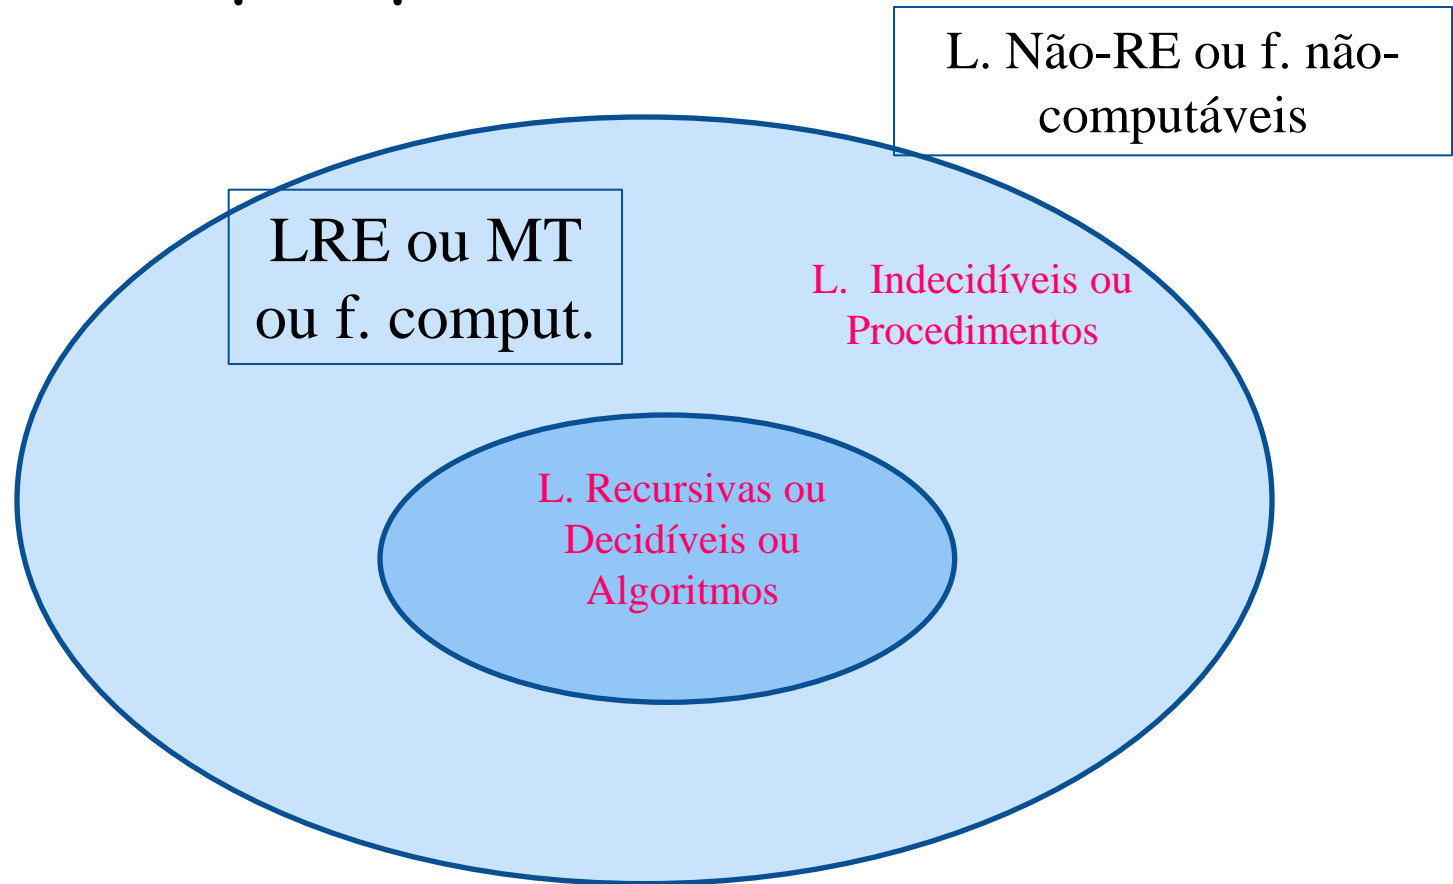 L. Não-RE ou f. não-
computáveis
LRE ou MT
ou f. comput.
L. Indecidíveis ou
Procedimentos
L. Recursivas ou
Decidíveis ou
Algoritmos